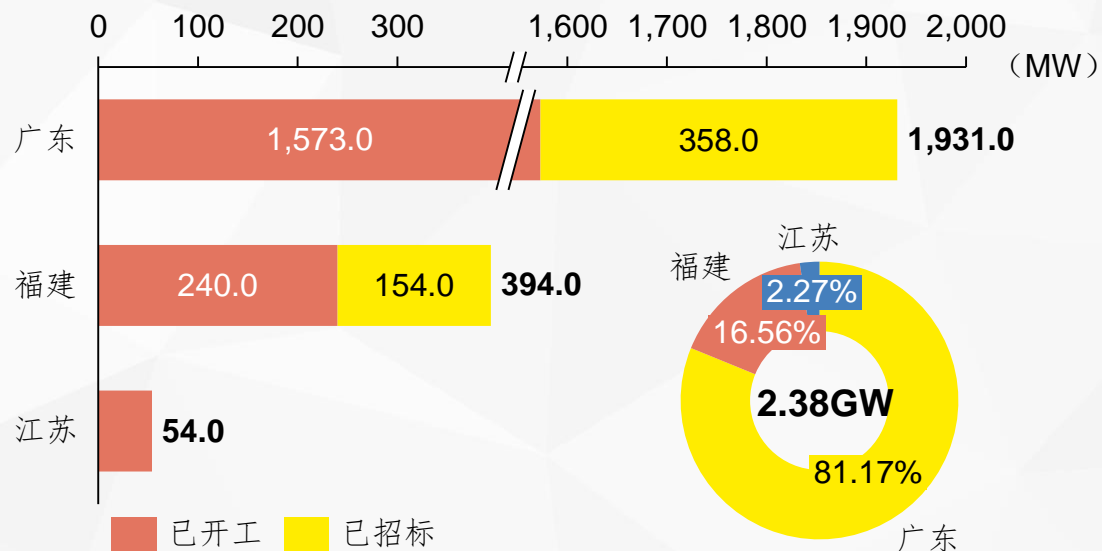 0 100 200 300 1,600 1,700 1,800 1,900 2,000
（MW）
广东 1,573.0 358.0 1,931.0
福建 240.0 154.0 394.0
江苏 54.0
江苏
福建
2.27%
16.56%
2.38GW
81.17%
广东
已开工 已招标